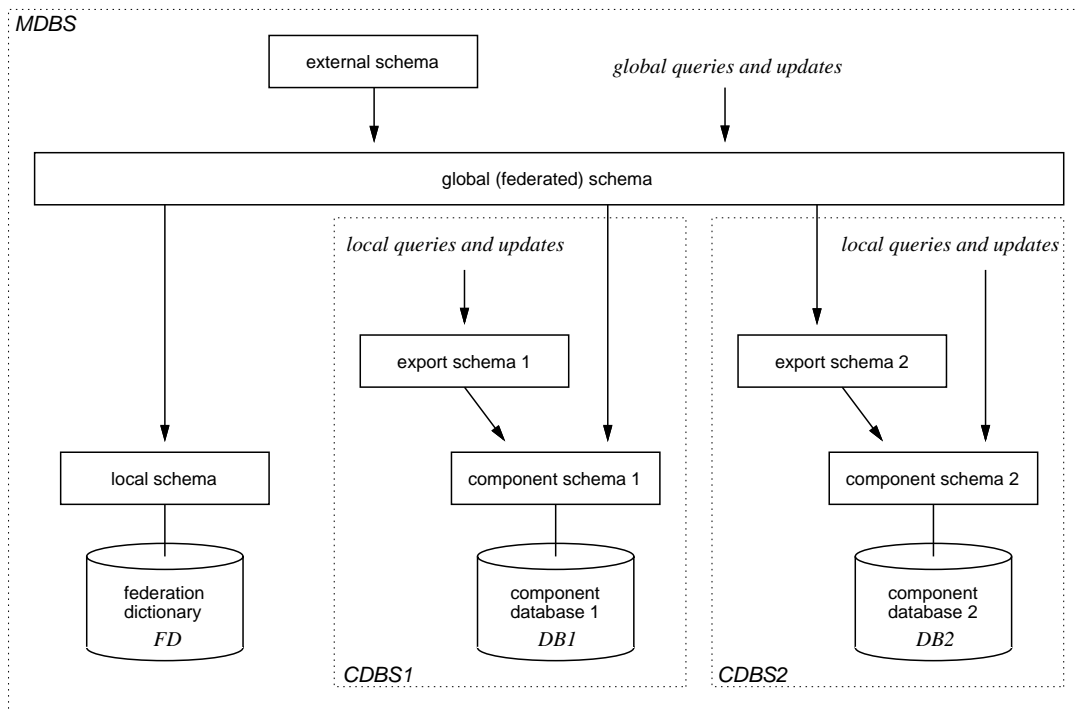 MDBS
external schema
global queries and updates
global (federated) schema
local queries and updates
local queries and updates
export schema 1
export schema 2
local schema
component schema 1
component schema 2
federation
dictionary
FD
component
database 1
DB1
component
database 2
DB2
CDBS1
CDBS2